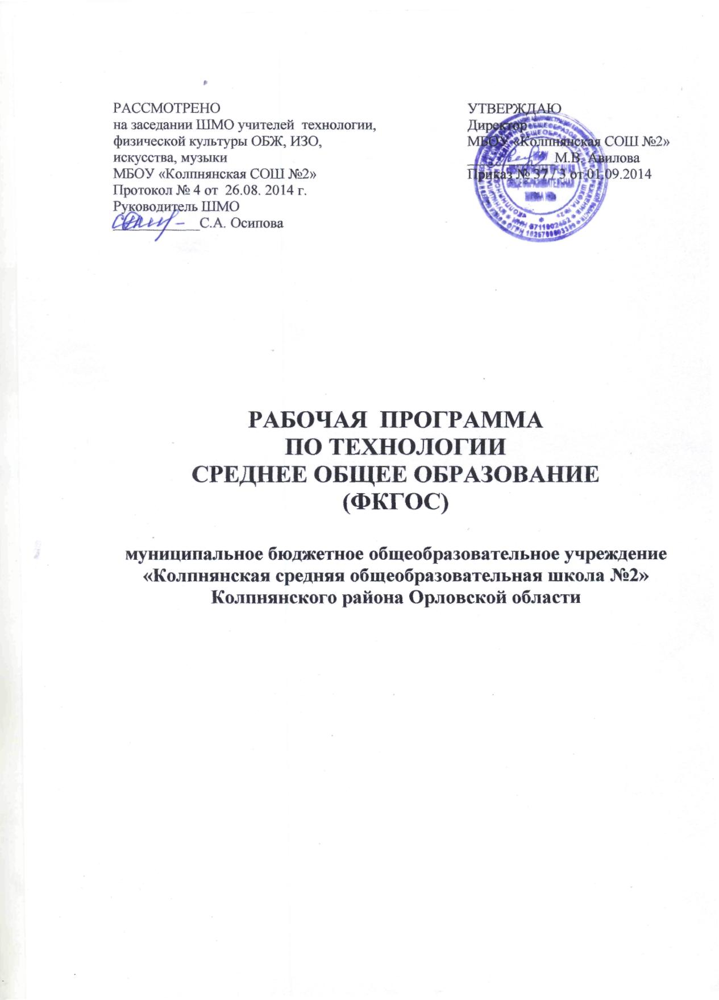 РАССМОТРЕНО
на заседании ШМО учителей технологии,
физической культуры ОБЖ, ИЗО,
искусства, музыки
МБОУ «Колпнянская СОШ №2»
Протокол № 4 от 26.08. 2014 г.
Руководитель ШМО
____________С.А. Осипова
УТВЕРЖДАЮ
Директор
МБОУ «Колпнянская СОШ №2»
____________ М.В. Авилова
Приказ № 37 / 3 от 01.09.2014
РАБОЧАЯ ПРОГРАММА
ПО ТЕХНОЛОГИИ
СРЕДНЕЕ ОБЩЕЕ ОБРАЗОВАНИЕ
(ФКГОС)
муниципальное бюджетное общеобразовательное учреждение
«Колпнянская средняя общеобразовательная школа №2»
Колпнянского района Орловской области